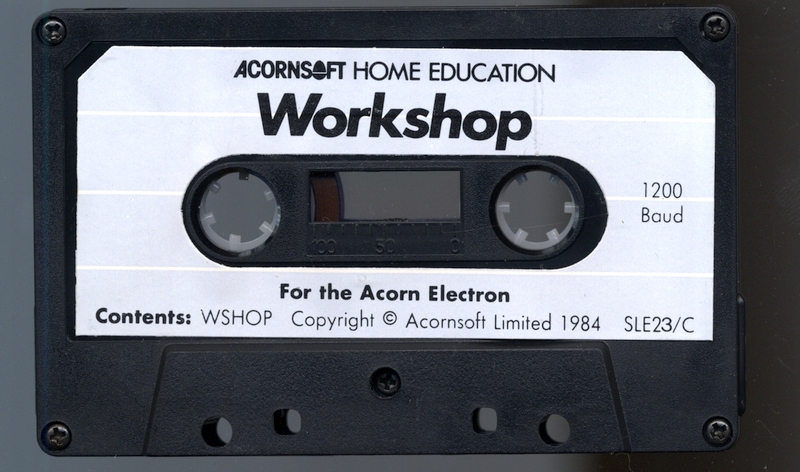 ACORNSOFT HOME EDUCATION
Workshop
1200
Baud
100 50 0
For the Acorn Electron
Contents: WSHOP Copyright © Acornsoft Limited 1984 SLE23/C